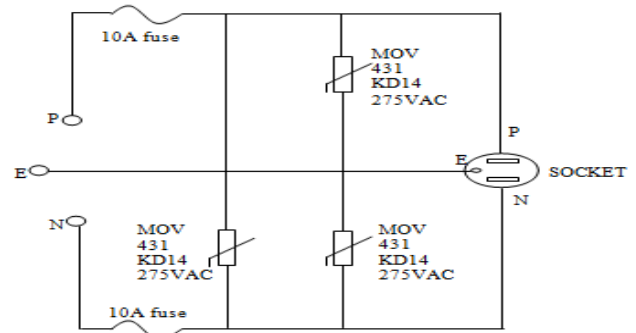 10A fuse
MOV
431
KD14
275VAC
P
P
E
E
SOCKET
N
N
MOV
431
KD14
275VAC
MOV
431
KD14
275VAC
10A fuse